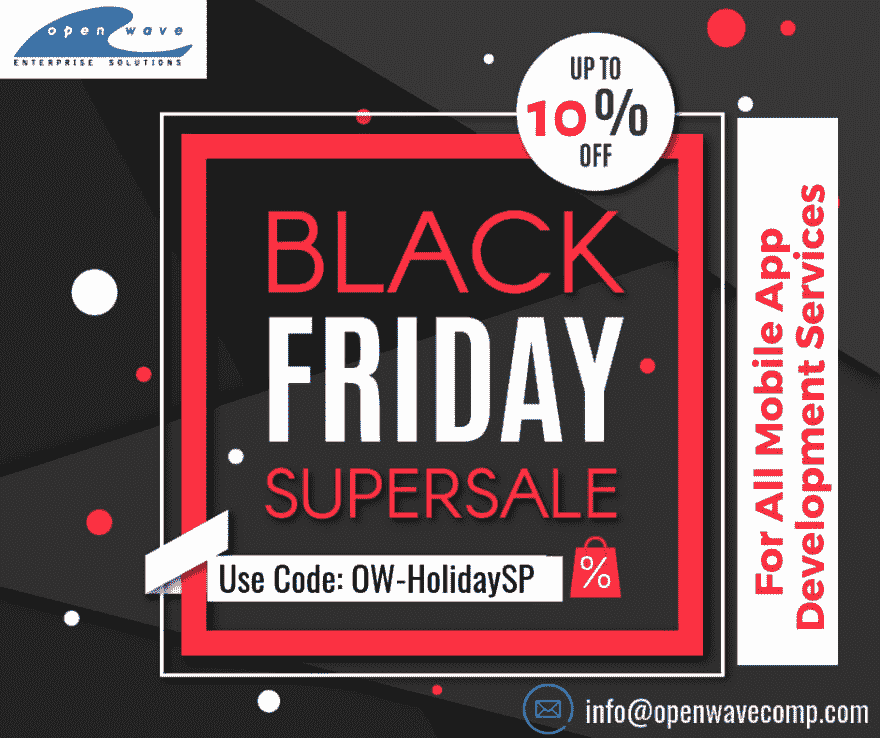 open wave
ENTERPRISE SOLUTIONS
UP TO
10%
OFF
BLACK
FRIDAY
SUPERSALE
Use Code: OW-HolidaySP
%
For All Mobile App
Development Services
info@openwavecomp.com